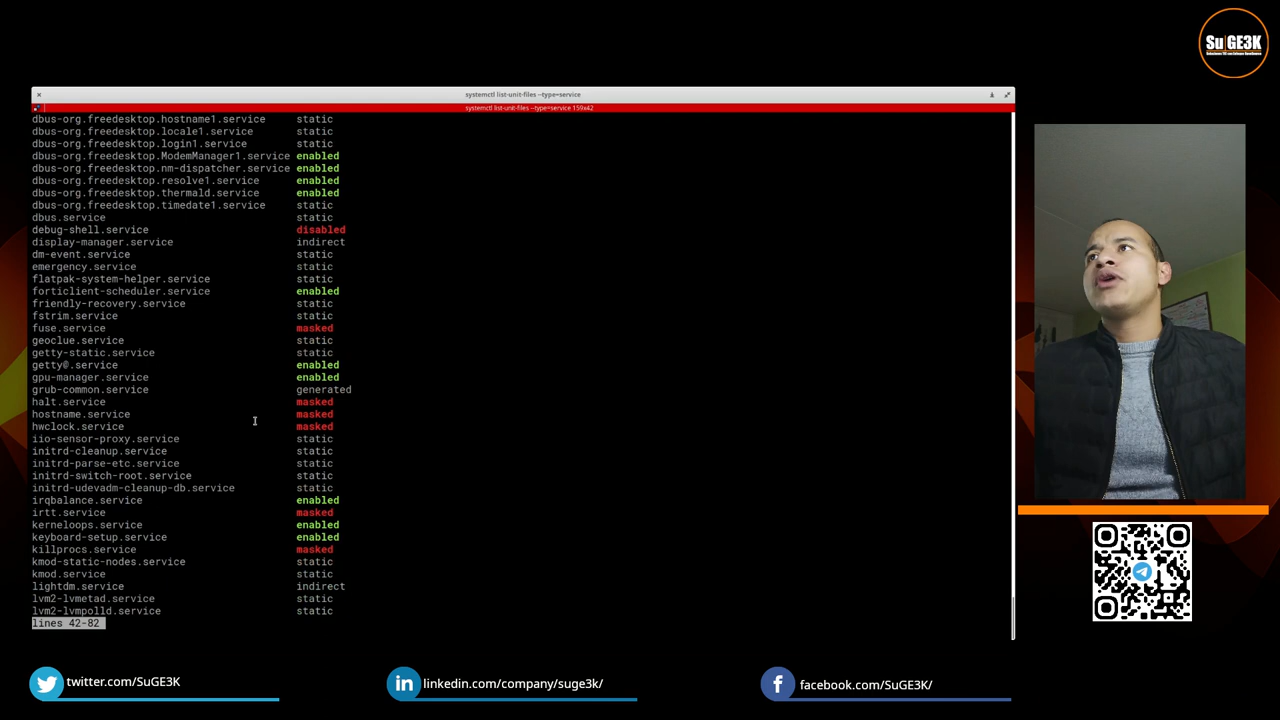 SuGE3K
systemctl list-unit-files --type=service
systemctl list-unit-files --type=service 159x42
dbus-org.freedesktop.hostname1.service static
dbus-org.freedesktop.locale1.service static
dbus-org.freedesktop.login1.service static
dbus-org.freedesktop.ModemManager1.service enabled
dbus-org.freedesktop.nm-dispatcher.service enabled
dbus-org.freedesktop.resolve1.service enabled
dbus-org.freedesktop.thermald.service enabled
dbus-org.freedesktop.timedate1.service static
dbus.service static
debug-shell.service disabled
display-manager.service indirect
dm-event.service static
emergency.service static
flatpak-system-helper.service static
forticlient-scheduler.service enabled
friendly-recovery.service static
fstrim.service static
fuse.service masked
geoclue.service static
getty-static.service static
getty@.service enabled
gpu-manager.service enabled
grub-common.service generated
halt.service masked
hostname.service masked
hwclock.service masked
iio-sensor-proxy.service static
initrd-cleanup.service static
initrd-parse-etc.service static
initrd-switch-root.service static
initrd-udevadm-cleanup-db.service static
irqbalance.service enabled
irtt.service masked
kerneloops.service enabled
keyboard-setup.service enabled
killprocs.service masked
kmod-static-nodes.service static
kmod.service static
lightdm.service indirect
lvm2-lvmetad.service static
lvm2-lvmpolld.service static
lines 42-82
twitter.com/SuGE3K
linkedin.com/company/suge3k/
facebook.com/SuGE3K/